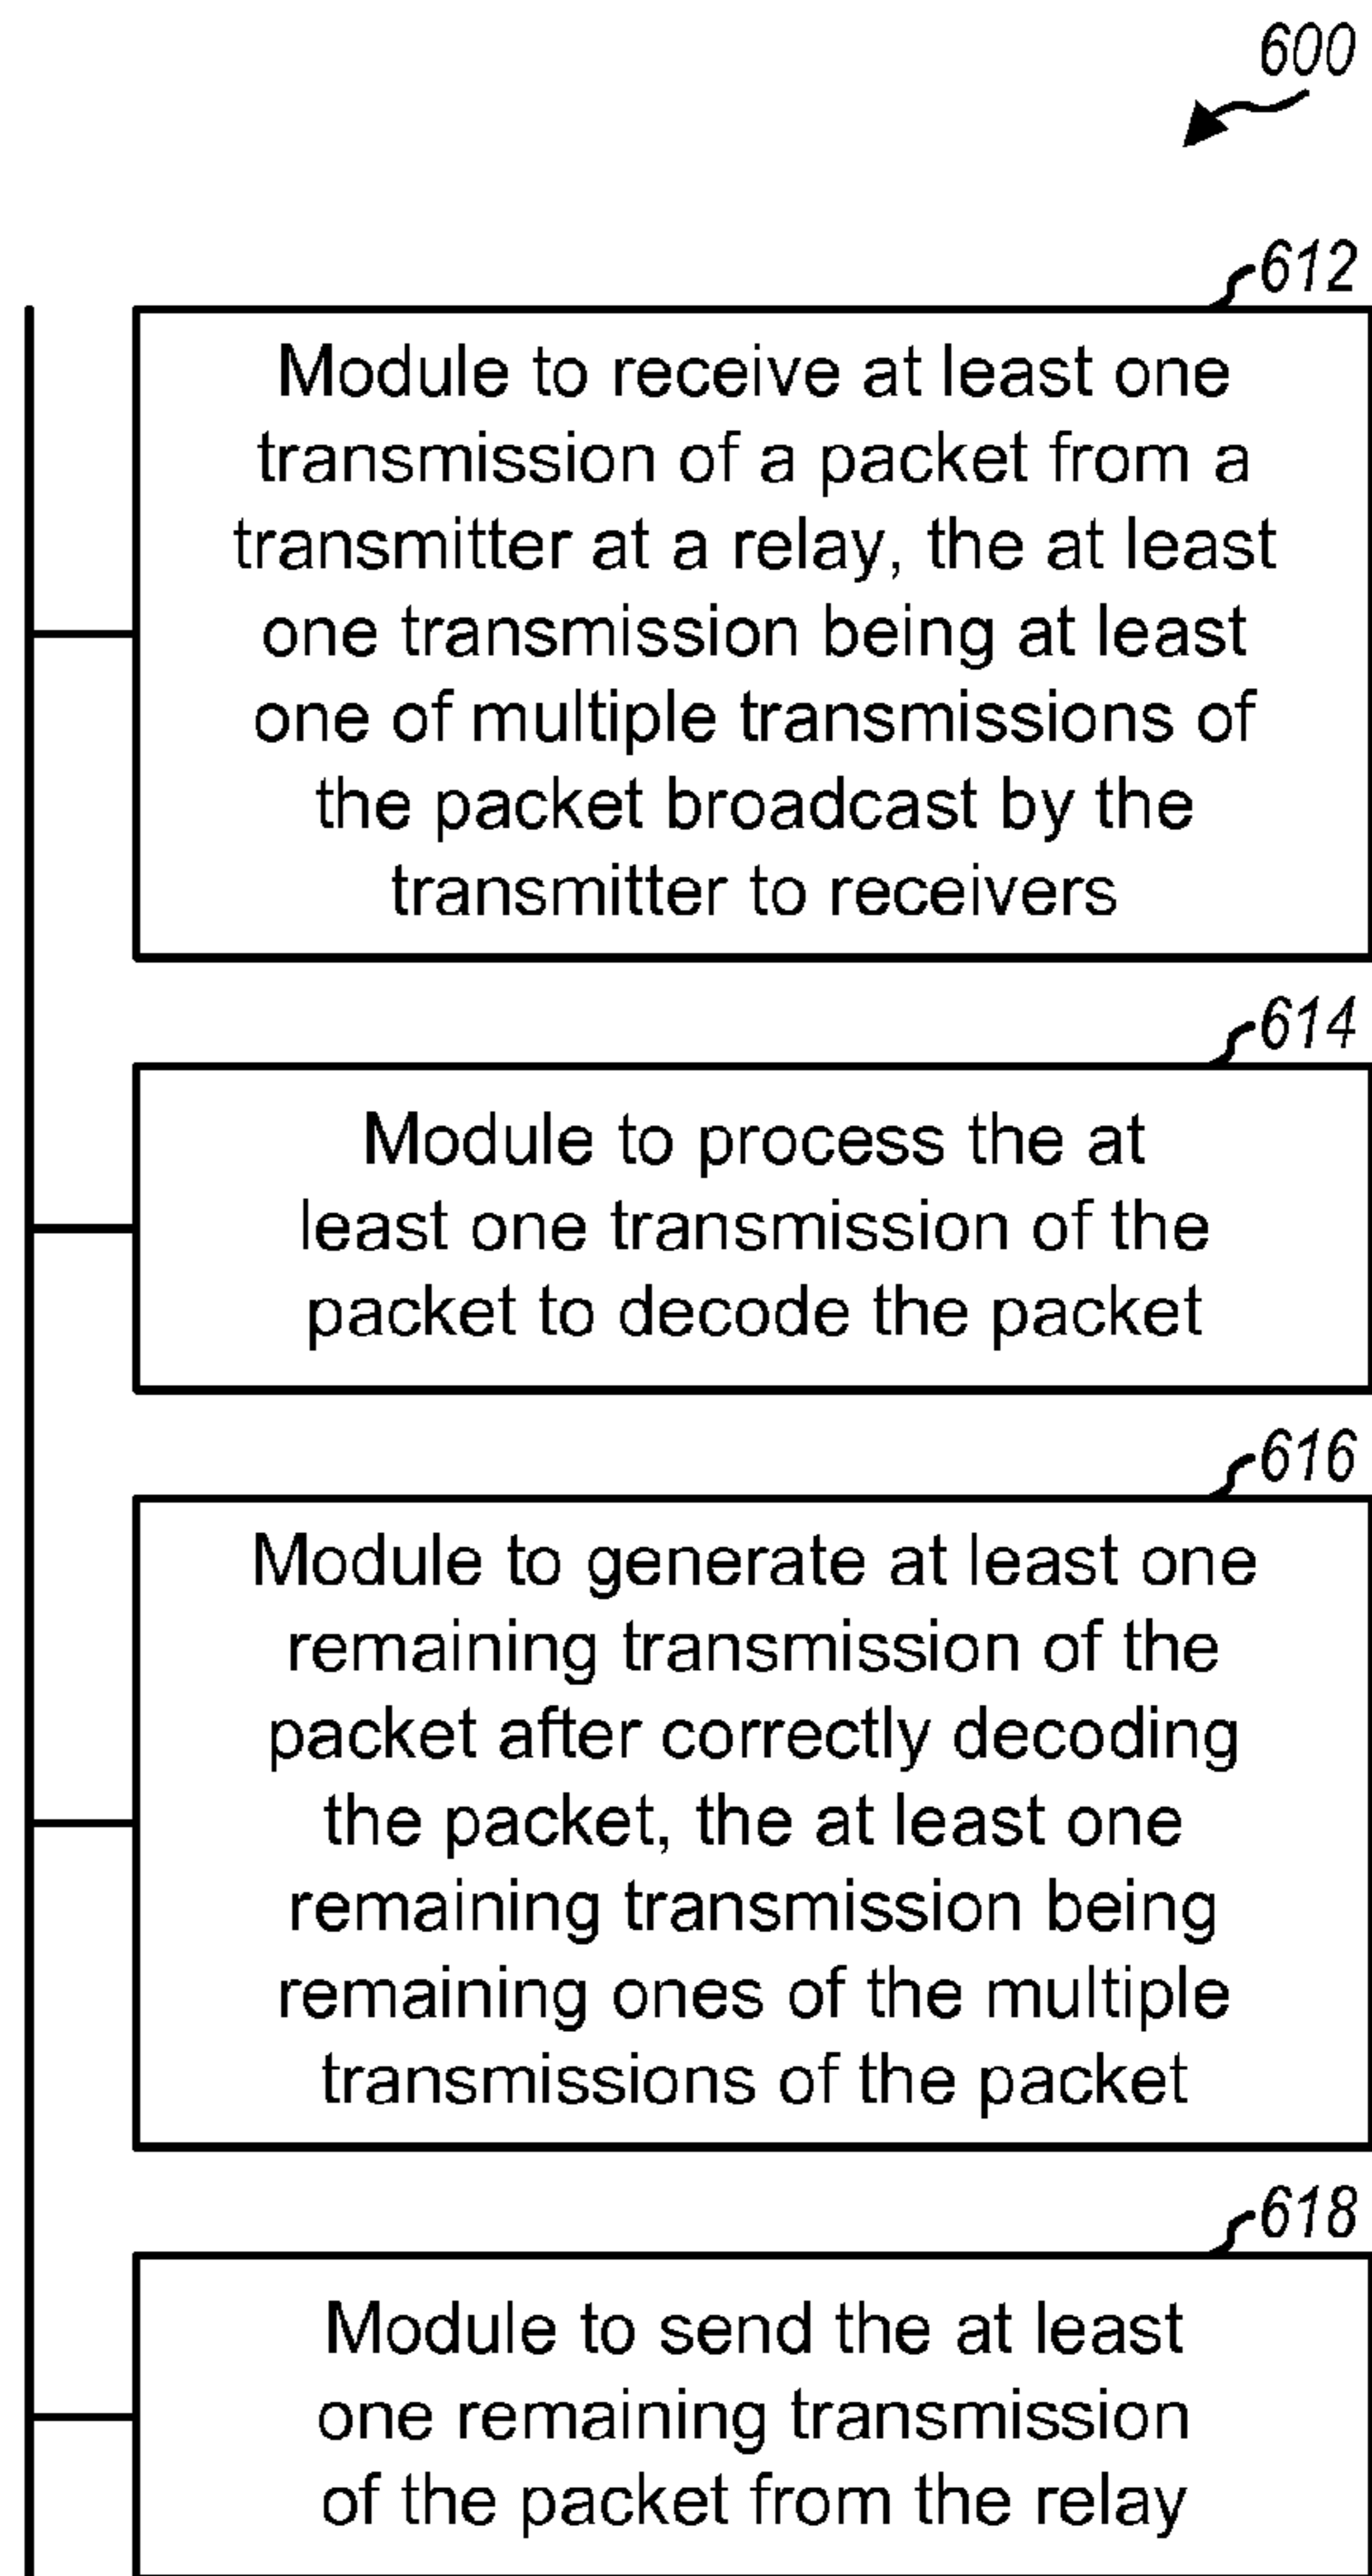 600
612
Module to receive at least one
transmission of a packet from a
transmitter at a relay, the at least
one transmission being at least
one of multiple transmissions of
the packet broadcast by the
transmitter to receivers
614
Module to process the at
least one transmission of the
packet to decode the packet
616
Module to generate at least one
remaining transmission of the
packet after correctly decoding
the packet, the at least one
remaining transmission being
remaining ones of the multiple
transmissions of the packet
618
Module to send the at least
one remaining transmission
of the packet from the relay